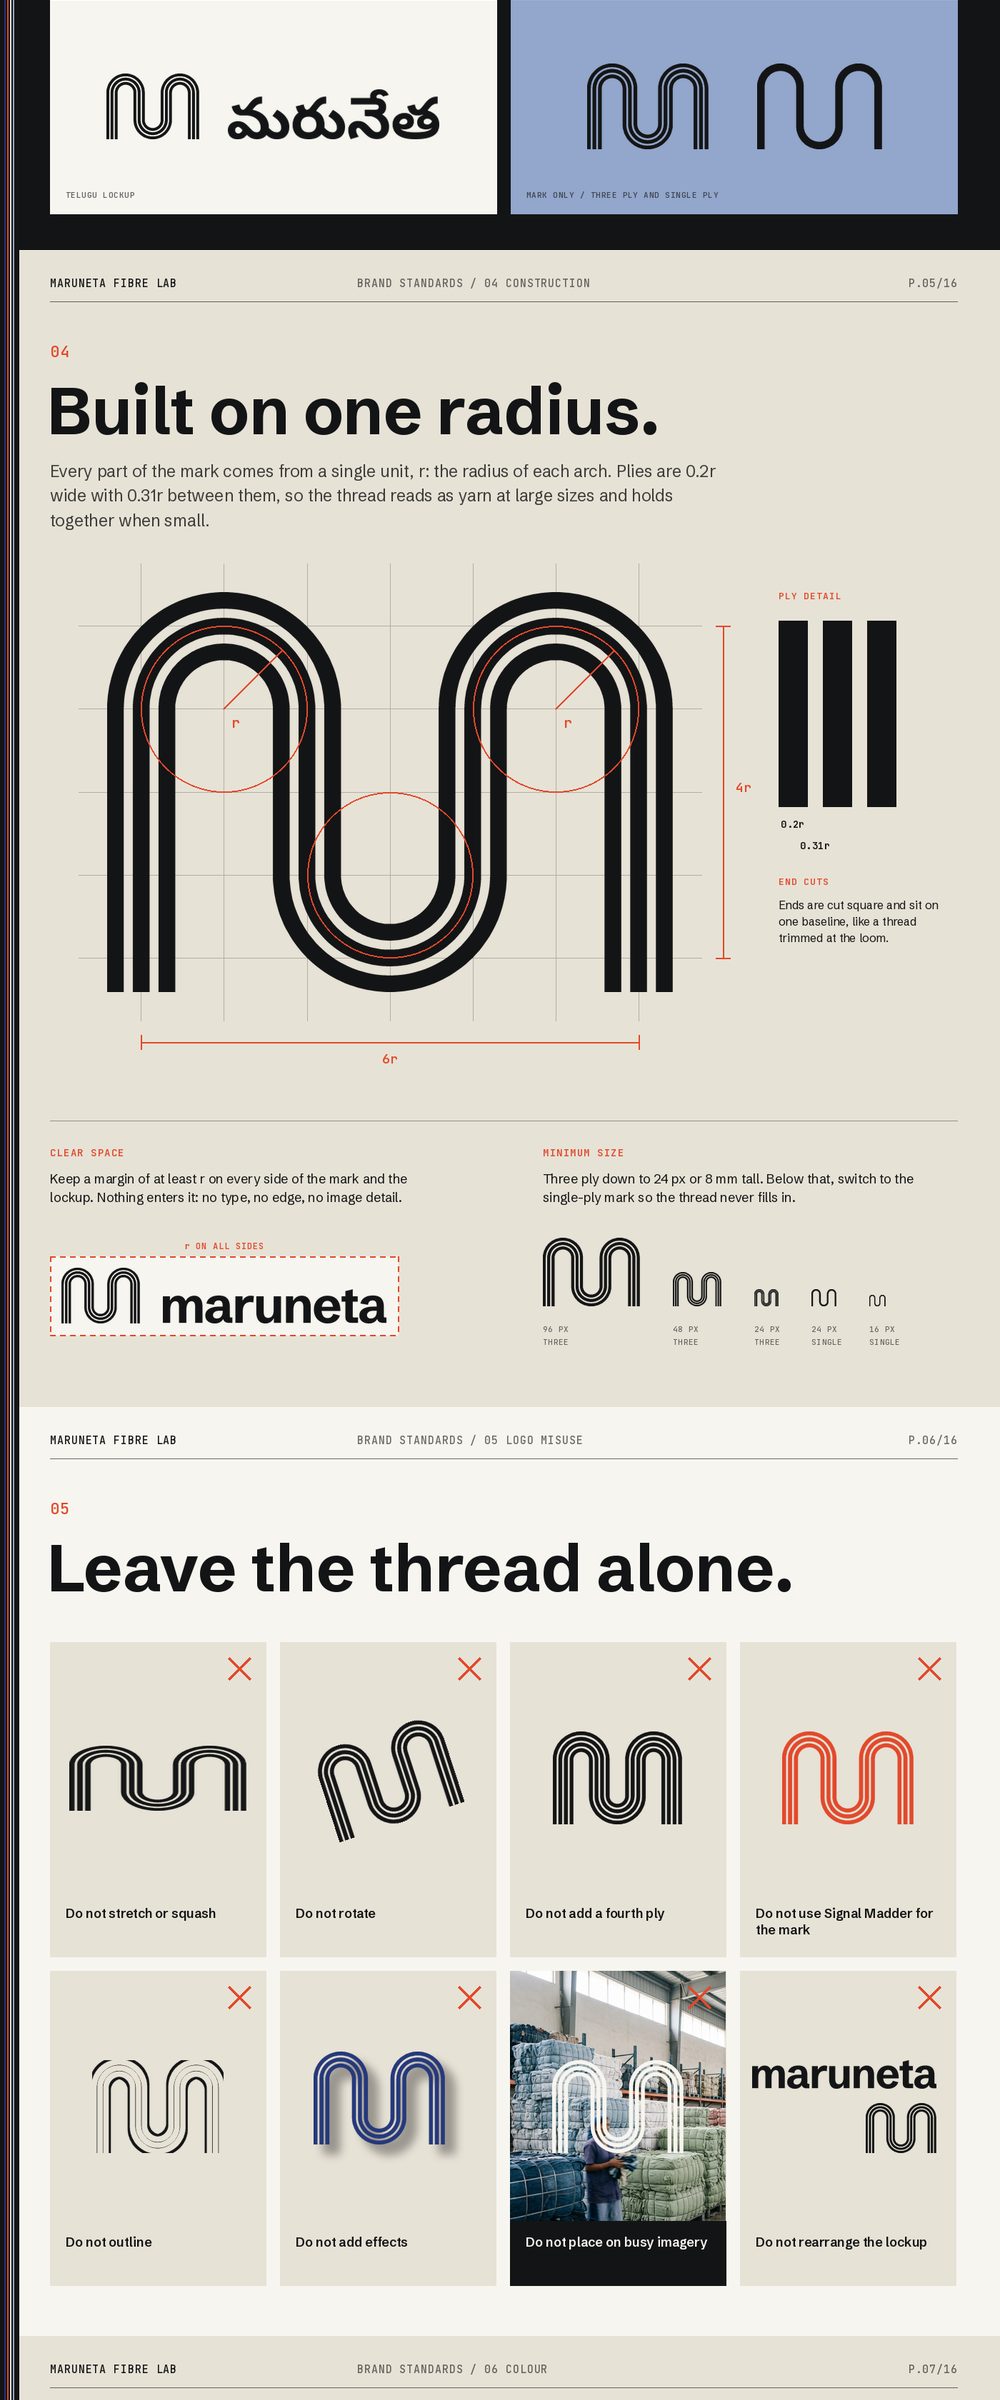 మరునేత
TELUGU LOCKUP
MARK ONLY / THREE PLY AND SINGLE PLY
MARUNETA FIBRE LAB
BRAND STANDARDS / 04 CONSTRUCTION
P.05/16
04
Built on one radius.
Every part of the mark comes from a single unit, r: the radius of each arch. Plies are 0.2r
wide with 0.31r between them, so the thread reads as yarn at large sizes and holds
together when small.
r
r
4r
6r
PLY DETAIL
0.2r
0.31r
END CUTS
Ends are cut square and sit on
one baseline, like a thread
trimmed at the loom.
CLEAR SPACE
Keep a margin of at least r on every side of the mark and the
lockup. Nothing enters it: no type, no edge, no image detail.
r ON ALL SIDES
maruneta
MINIMUM SIZE
Three ply down to 24 px or 8 mm tall. Below that, switch to the
single-ply mark so the thread never fills in.
96 PX
THREE
48 PX
THREE
24 PX
THREE
24 PX
SINGLE
16 PX
SINGLE
MARUNETA FIBRE LAB
BRAND STANDARDS / 05 LOGO MISUSE
P.06/16
05
Leave the thread alone.
Do not stretch or squash
Do not rotate
Do not add a fourth ply
Do not use Signal Madder for
the mark
Do not outline
Do not add effects
Do not place on busy imagery
maruneta
Do not rearrange the lockup
MARUNETA FIBRE LAB
BRAND STANDARDS / 06 COLOUR
P.07/16